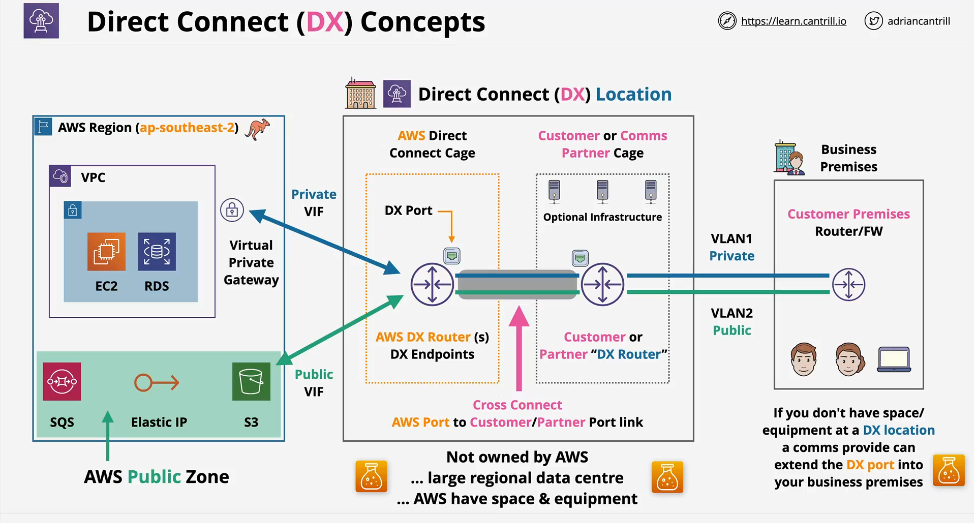 Direct Connect (DX) Concepts
https://learn.cantrill.io
adriancantrill
Direct Connect (DX) Location
AWS Region (ap-southeast-2)
VPC
EC2
RDS
Virtual
Private
Gateway
Private
VIF
Public
VIF
SQS
Elastic IP
S3
AWS Public Zone
AWS Direct
Connect Cage
DX Port
AWS DX Router (s)
DX Endpoints
Customer or Comms
Partner Cage
Optional Infrastructure
Customer or
Partner “DX Router”
Cross Connect
AWS Port to Customer/Partner Port link
Not owned by AWS
... large regional data centre
... AWS have space & equipment
VLAN1
Private
VLAN2
Public
Business
Premises
Customer Premises
Router/FW
If you don't have space/
equipment at a DX location
a comms provide can
extend the DX port into
your business premises